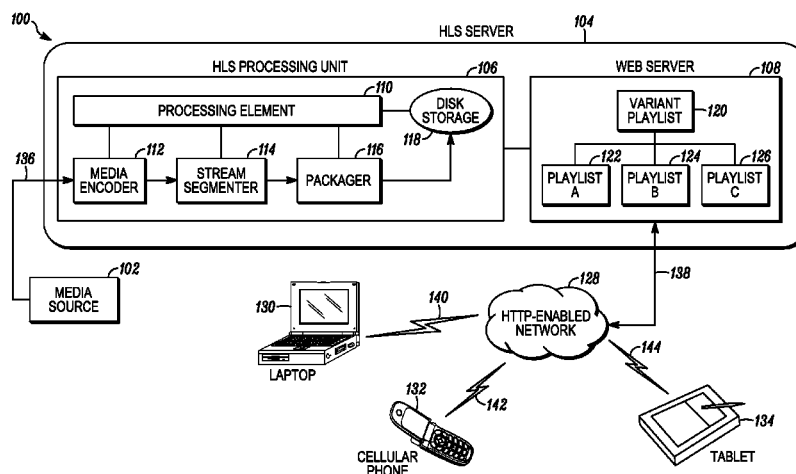 100
HLS SERVER
104
HLS PROCESSING UNIT
106
WEB SERVER
108
110
PROCESSING ELEMENT
DISK
STORAGE
118
VARIANT
PLAYLIST
120
136
112
MEDIA
ENCODER
114
STREAM
SEGMENTER
116
PACKAGER
122
PLAYLIST
A
124
PLAYLIST
B
126
PLAYLIST
C
102
MEDIA
SOURCE
130
LAPTOP
140
128
HTTP-ENABLED
NETWORK
138
144
132
142
CELLULAR
PHONE
134
TABLET